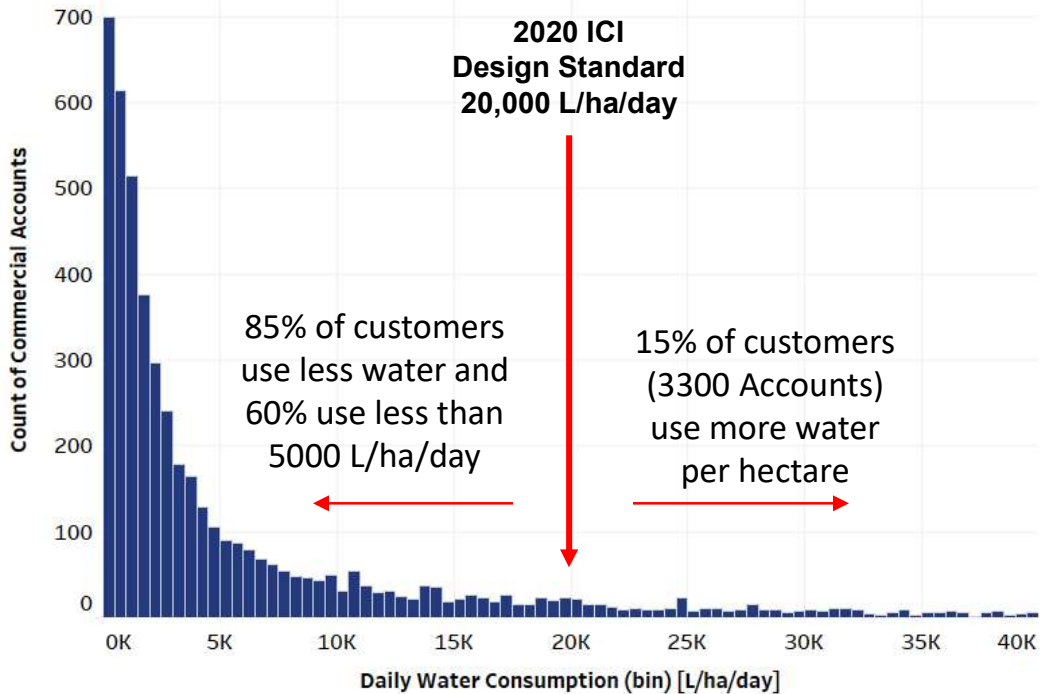 700
600
500
400
300
200
100
0
Count of Commercial Accounts
2020 ICI
Design Standard
20,000 L/ha/day
85% of customers
use less water and
60% use less than
5000 L/ha/day
15% of customers
(3300 Accounts)
use more water
per hectare
0K 5K 10K 15K 20K 25K 30K 35K 40K
Daily Water Consumption (bin) [L/ha/day]